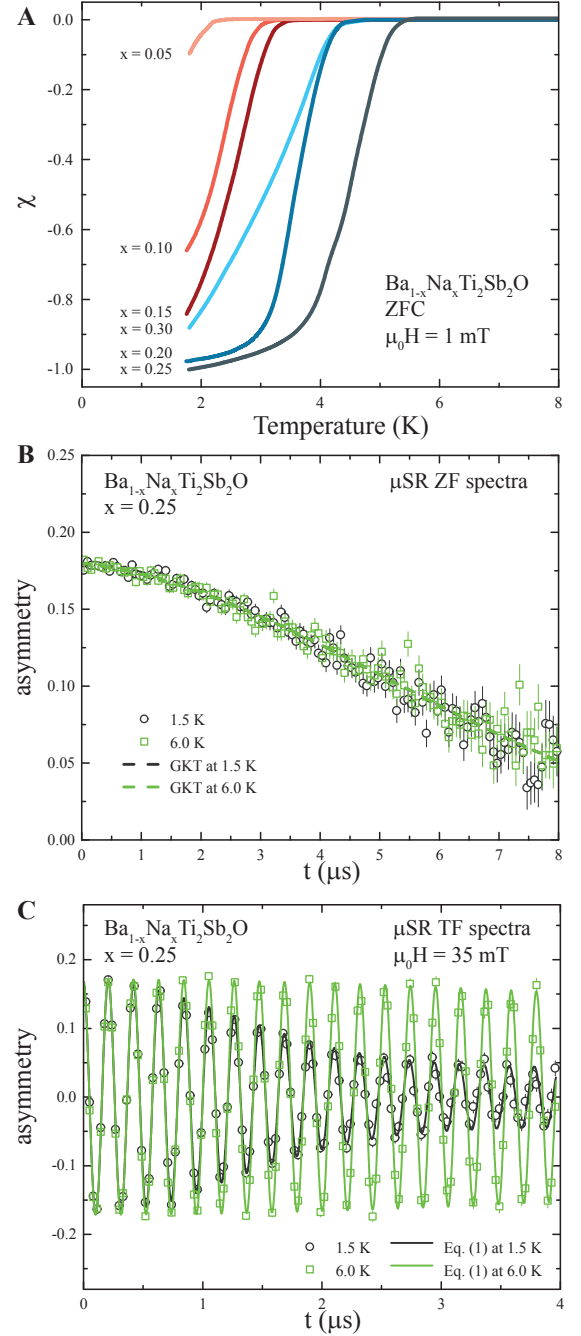 A
0.0
-0.2
-0.4
-0.6
-0.8
-1.0
χ
x = 0.05
x = 0.10
x = 0.15
x = 0.30
x = 0.20
x = 0.25
Ba₁₋ₓNaₓTi₂Sb₂O
ZFC
μ₀H = 1 mT
0 2 4 6 8
Temperature (K)
B
0.25
0.20
0.15
0.10
0.05
0.00
asymmetry
Ba₁₋ₓNaₓTi₂Sb₂O
x = 0.25
μSR ZF spectra
1.5 K
6.0 K
GKT at 1.5 K
GKT at 6.0 K
0 1 2 3 4 5 6 7 8
t (μs)
C
0.2
0.1
0.0
-0.1
-0.2
asymmetry
Ba₁₋ₓNaₓTi₂Sb₂O
x = 0.25
μSR TF spectra
μ₀H = 35 mT
1.5 K
6.0 K
Eq. (1) at 1.5 K
Eq. (1) at 6.0 K
0 1 2 3 4
t (μs)